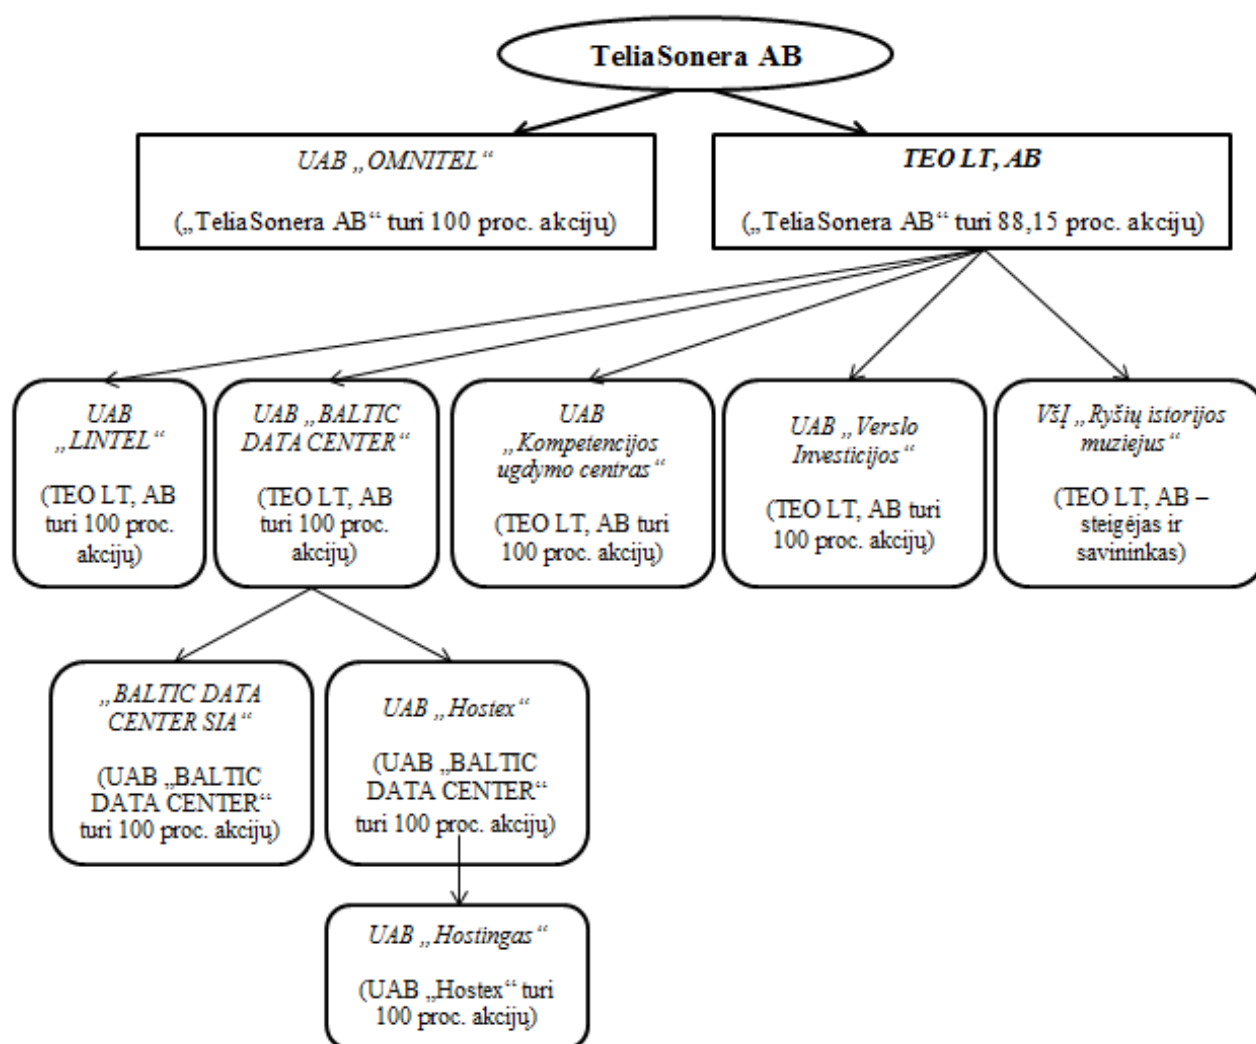 TeliaSonera AB
UAB „OMNITEL“
(„TeliaSonera AB“ turi 100 proc. akcijų)
TEO LT, AB
(„TeliaSonera AB“ turi 88,15 proc. akcijų)
UAB
„LINTEL“
(TEO LT, AB
turi 100 proc.
akcijų)
UAB „BALTIC
DATA CENTER“
(TEO LT, AB
turi 100 proc.
akcijų)
UAB
„Kompetencijos
ugdymo centras“
(TEO LT, AB turi
100 proc. akcijų)
UAB „Verslo
Investicijos“
(TEO LT, AB turi
100 proc. akcijų)
VšĮ „Ryšių istorijos
muziejus“
(TEO LT, AB –
steigėjas ir
savininkas)
„BALTIC DATA
CENTER SIA“
(UAB „BALTIC
DATA CENTER“
turi 100 proc. akcijų)
UAB „Hostex“
(UAB „BALTIC
DATA CENTER“
turi 100 proc. akcijų)
UAB „Hostingas“
(UAB „Hostex“ turi
100 proc. akcijų)